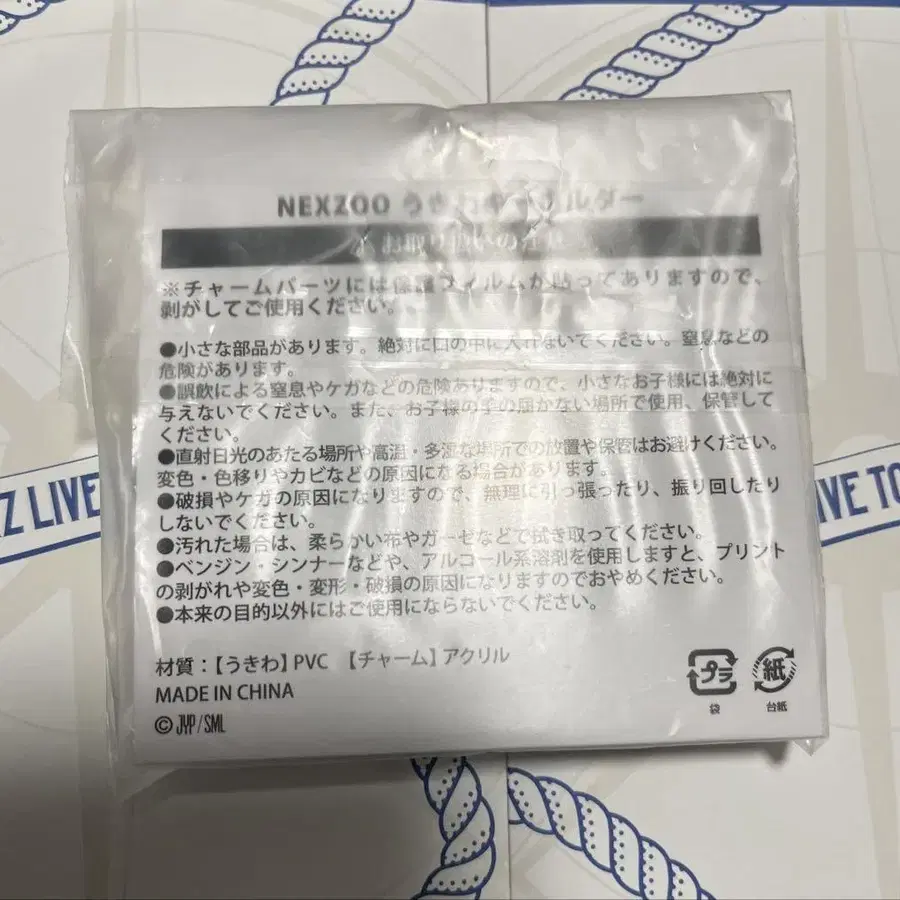 NEXZOO うきわキーホルダー
お取り扱いの注意
※チャームパーツには保護フィルムが貼ってありますので、
剥がしてご使用ください。
●小さな部品があります。絶対に口の中に入れないでください。窒息などの
危険があります。
●誤飲による窒息やケガなどの危険ありますので、小さなお子様には絶対に
与えないでください。また、お子様の手の届かない場所で使用、保管して
ください。
●直射日光のあたる場所や高温・多湿な場所での放置や保管はお避けください。
変色・色移りやカビなどの原因になる場合があります。
●破損やケガの原因になりますので、無理に引っ張ったり、振り回したり
しないでください。
●汚れた場合は、柔らかい布やガーゼなどで拭き取ってください。
●ベンジン・シンナーなどや、アルコール系溶剤を使用しますと、プリント
の剥がれや変色・変形・破損の原因になりますのでおやめください。
●本来の目的以外にはご使用にならないでください。
材質：【うきわ】PVC 【チャーム】アクリル
MADE IN CHINA
© JYP/SML
プラ
袋
紙
台紙
Z LIVE
IVE TO